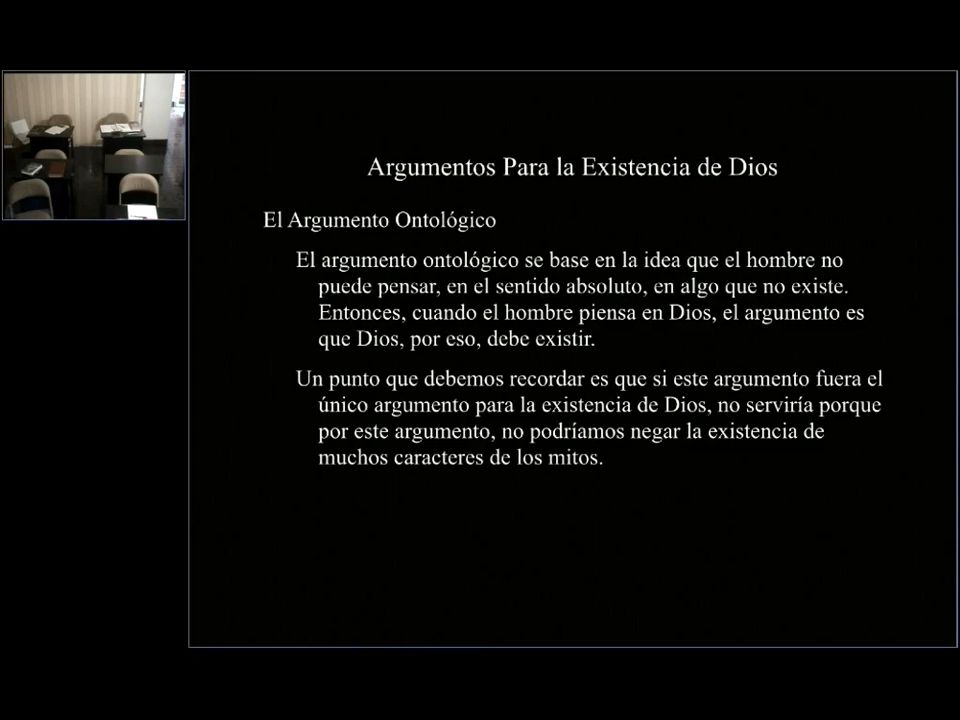 Argumentos Para la Existencia de Dios
El Argumento Ontológico
El argumento ontológico se base en la idea que el hombre no
puede pensar, en el sentido absoluto, en algo que no existe.
Entonces, cuando el hombre piensa en Dios, el argumento es
que Dios, por eso, debe existir.
Un punto que debemos recordar es que si este argumento fuera el
único argumento para la existencia de Dios, no serviría porque
por este argumento, no podríamos negar la existencia de
muchos caracteres de los mitos.